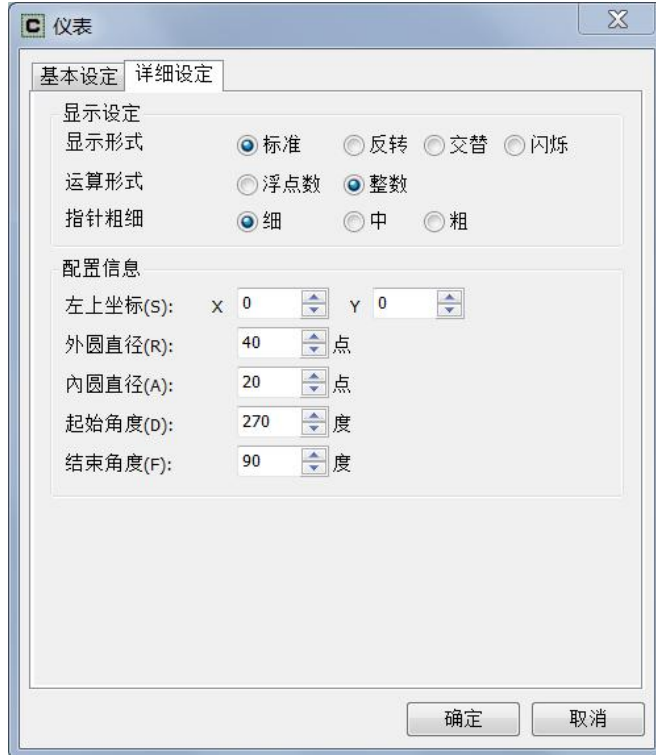 C 仪表
基本设定 详细设定
显示设定
显示形式 标准 反转 交替 闪烁
运算形式 浮点数 整数
指针粗细 细 中 粗
配置信息
左上坐标(S): X 0 Y 0
外圆直径(R): 40 点
内圆直径(A): 20 点
起始角度(D): 270 度
结束角度(F): 90 度
确定 取消